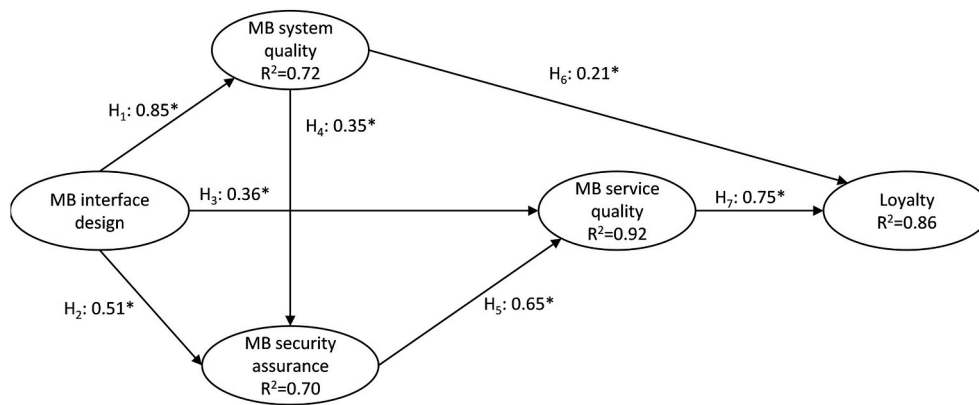 MB system
quality
R²=0.72
H₆: 0.21*
H₁: 0.85*
H₄: 0.35*
MB interface
design
H₃: 0.36*
MB service
quality
R²=0.92
H₇: 0.75*
Loyalty
R²=0.86
H₂: 0.51*
H₅: 0.65*
MB security
assurance
R²=0.70